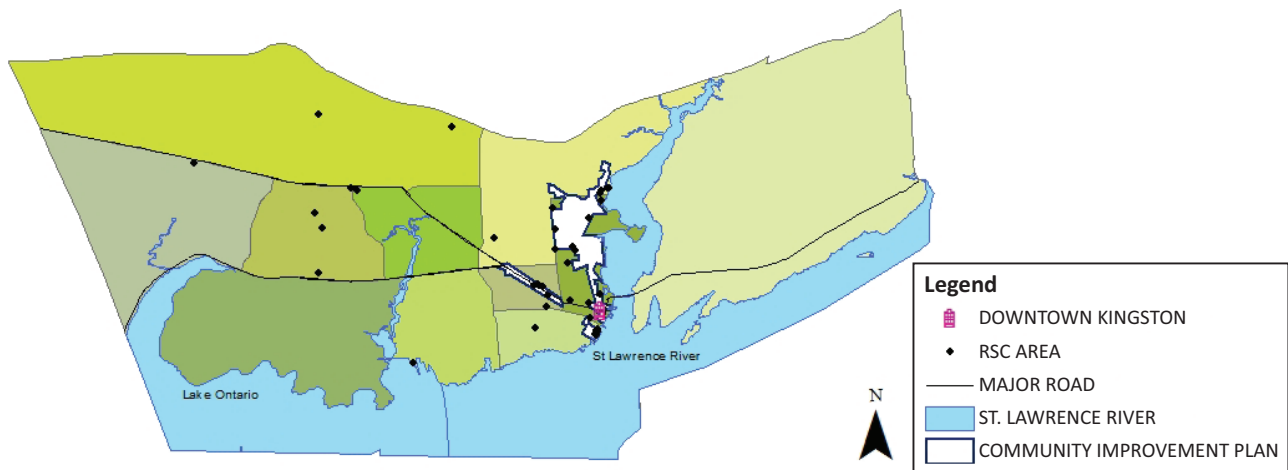 St Lawrence River
Lake Ontario
N
Legend
DOWNTOWN KINGSTON
RSC AREA
MAJOR ROAD
ST. LAWRENCE RIVER
COMMUNITY IMPROVEMENT PLAN